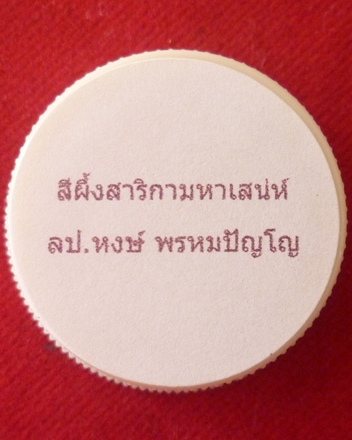 สีผึ้งสาริกามหาเสน่ห์
ลป.หงษ์ พรหมปัญโญ